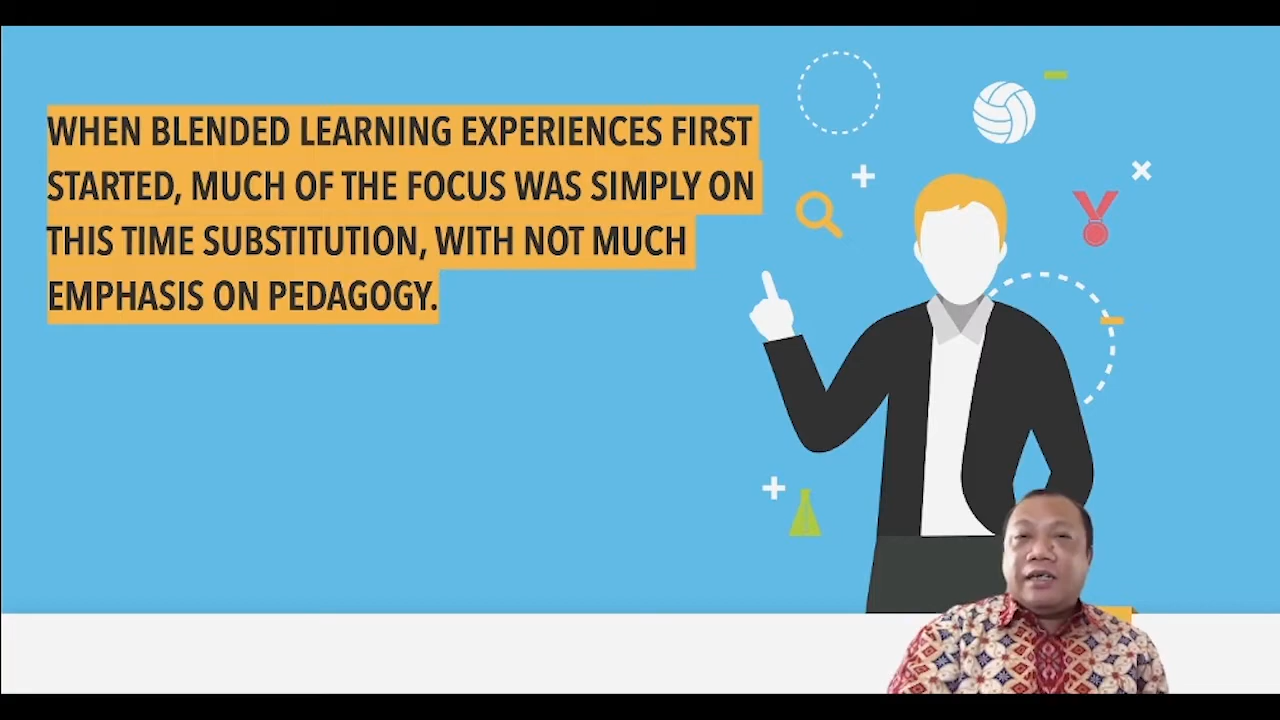 WHEN BLENDED LEARNING EXPERIENCES FIRST
STARTED, MUCH OF THE FOCUS WAS SIMPLY ON
THIS TIME SUBSTITUTION, WITH NOT MUCH
EMPHASIS ON PEDAGOGY.